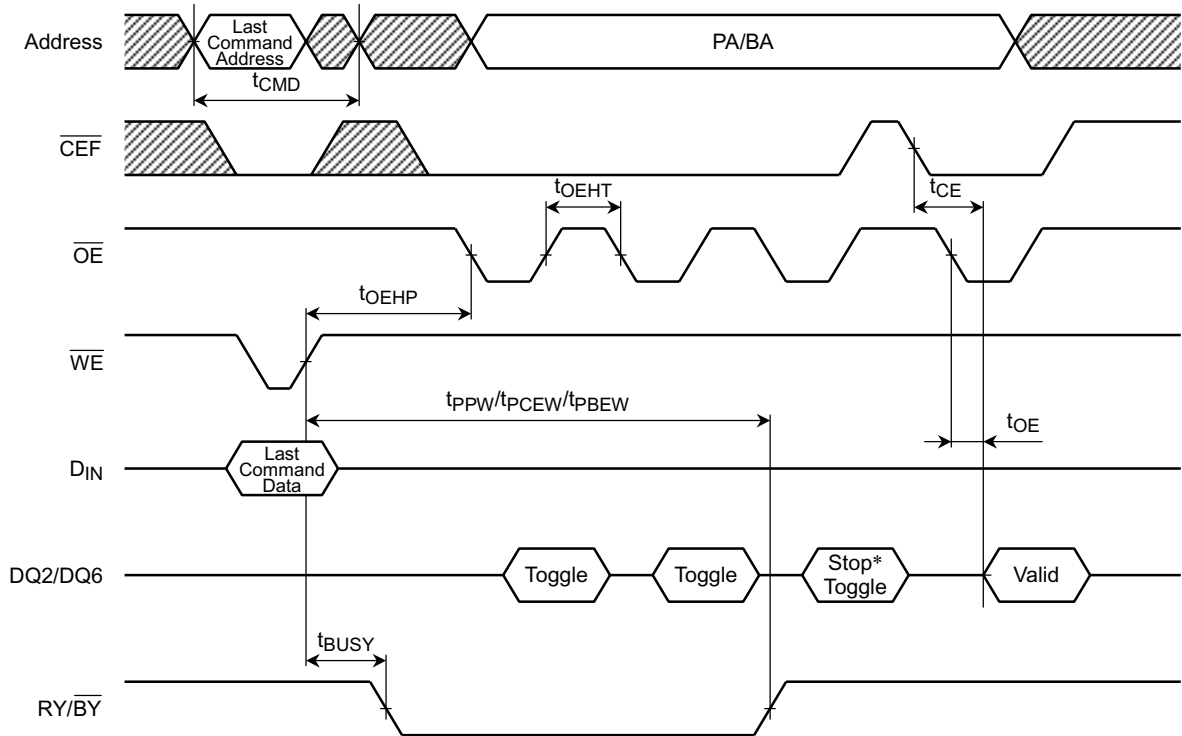 Address
Last
Command
Address
PA/BA
tCMD
CEF
tCE
tOEHT
OE
tOEHP
WE
tPPW/tPCEW/tPBEW
tOE
DIN
Last
Command
Data
DQ2/DQ6
Toggle
Toggle
Stop*
Toggle
Valid
tBUSY
RY/BY